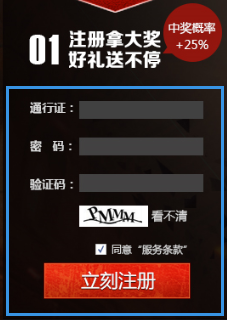 中奖概率
+25%
01 注册拿大奖
好礼送不停
通行证：
密 码：
验证码：
PMMM 看不清
同意“服务条款”
立刻注册